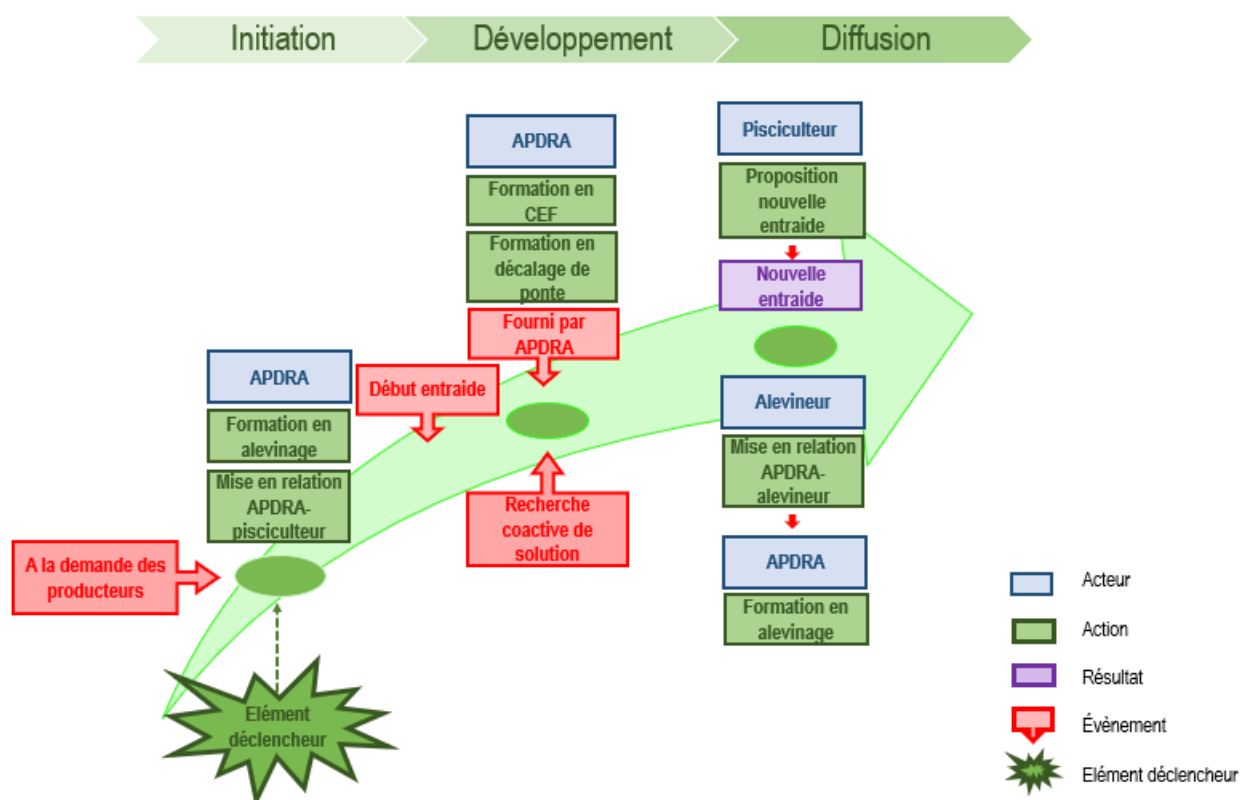 Initiation
Développement
Diffusion
APDRA
Formation en
alevinage
Mise en relation
APDRA-
pisciculteur
A la demande des
producteurs
Elément
déclencheur
Début entraide
APDRA
Formation en
CEF
Formation en
décalage de
ponte
Fourni par
APDRA
Recherche
coactive de
solution
Pisciculteur
Proposition
nouvelle
entraide
Nouvelle
entraide
Alevineur
Mise en relation
APDRA-
alevineur
APDRA
Formation en
alevinage
Acteur
Action
Résultat
Évènement
Elément déclencheur